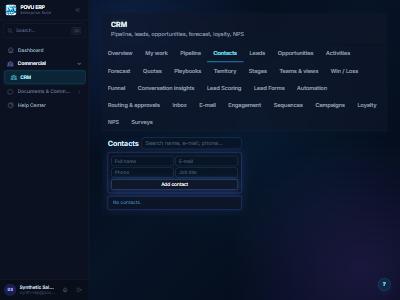 POVU ERP
Enterprise Suite
Search...
Dashboard
Commercial
CRM
Documents & Comm...
Help Center
SS
Synthetic Sal...
CRM
Pipeline, leads, opportunities, forecast, loyalty, NPS
Overview My work Pipeline Contacts Leads Opportunities Activities
Forecast Quotes Playbooks Territory Stages Teams & views Win / Loss
Funnel Conversation insights Lead Scoring Lead Forms Automation
Routing & approvals Inbox E-mail Engagement Sequences Campaigns Loyalty
NPS Surveys
Contacts Search name, e-mail, phone...
Full name E-mail
Phone Job title
Add contact
No contacts.
?